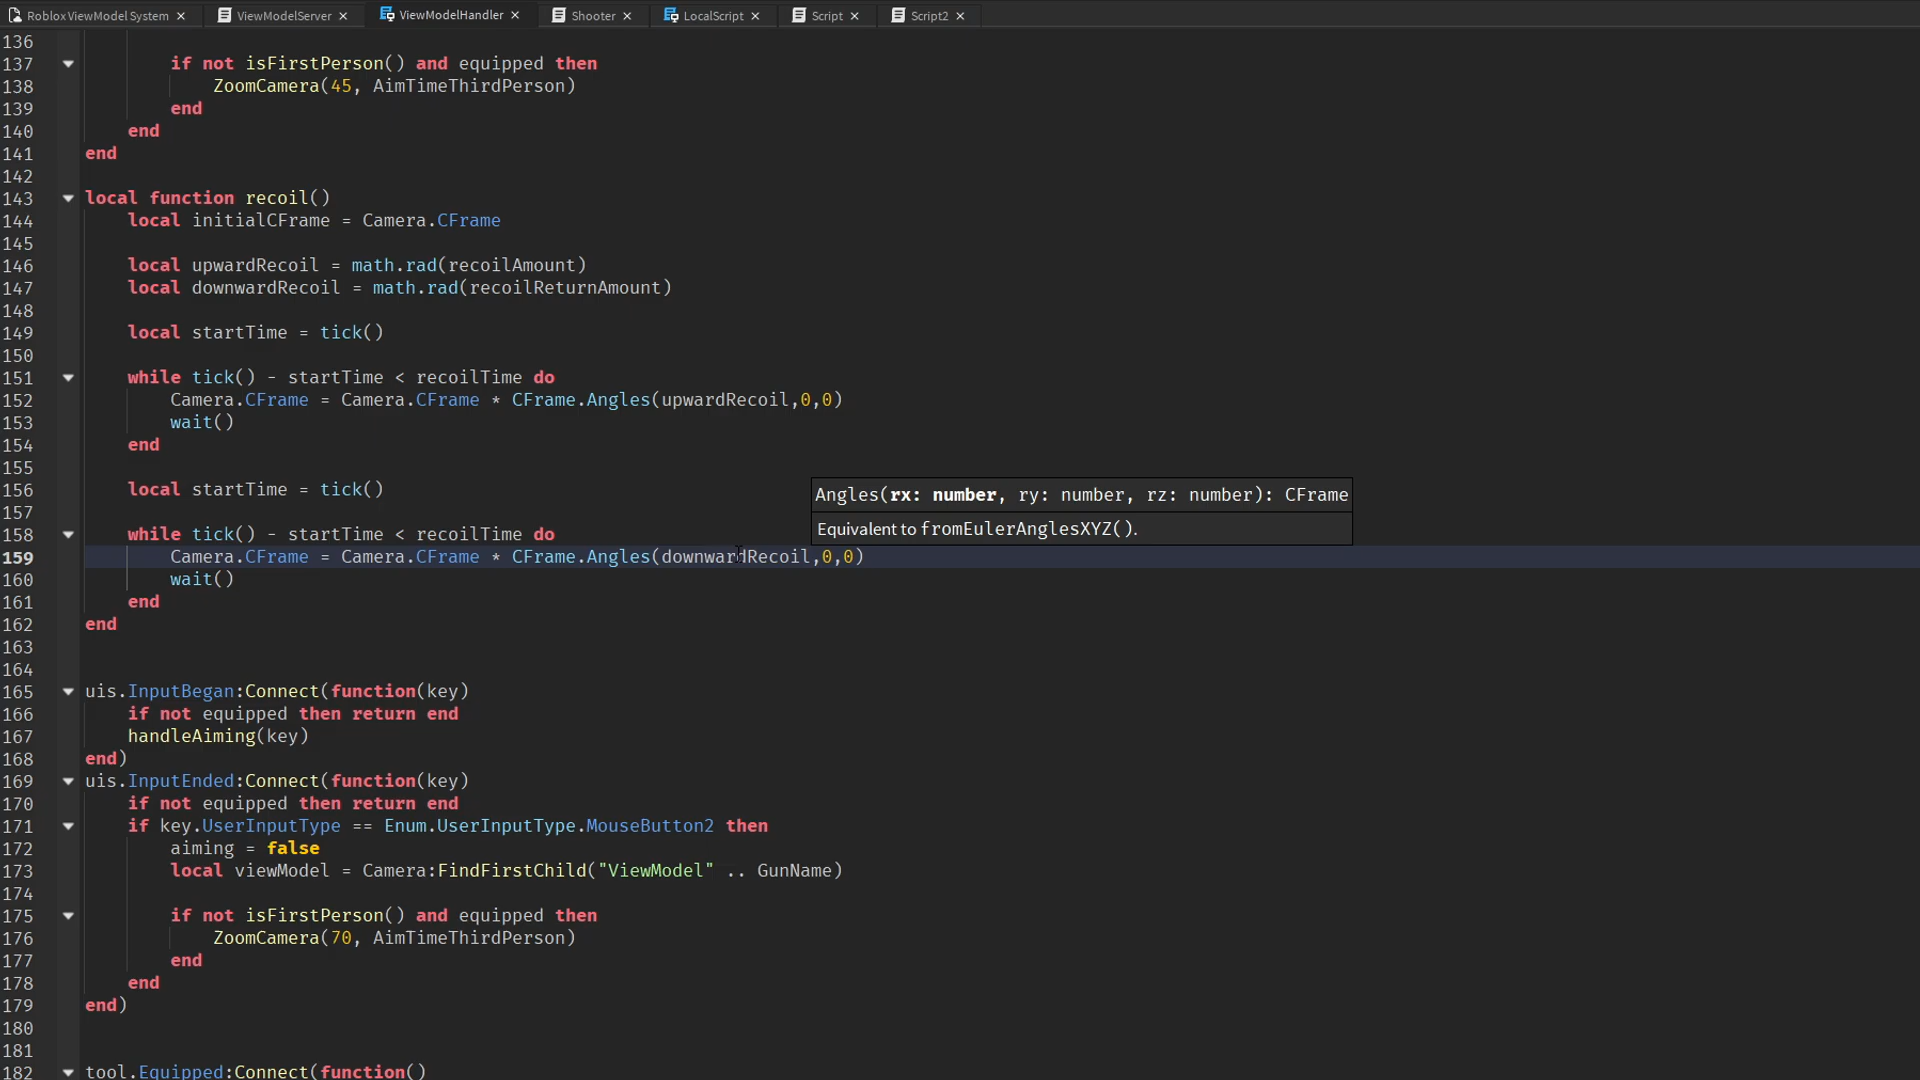 Roblox ViewModel System × ViewModelServer × ViewModelHandler × Shooter × LocalScript × Script × Script2 ×
136
137 if not isFirstPerson() and equipped then
138 ZoomCamera(45, AimTimeThirdPerson)
139 end
140 end
141 end
142
143 local function recoil()
144 local initialCFrame = Camera.CFrame
145
146 local upwardRecoil = math.rad(recoilAmount)
147 local downwardRecoil = math.rad(recoilReturnAmount)
148
149 local startTime = tick()
150
151 while tick() - startTime < recoilTime do
152 Camera.CFrame = Camera.CFrame * CFrame.Angles(upwardRecoil,0,0)
153 wait()
154 end
155
156 local startTime = tick()
Angles(rx: number, ry: number, rz: number): CFrame
157
Equivalent to fromEulerAnglesXYZ().
158 while tick() - startTime < recoilTime do
159 Camera.CFrame = Camera.CFrame * CFrame.Angles(downwardRecoil,0,0)
160 wait()
161 end
162 end
163
164
165 uis.InputBegan:Connect(function(key)
166 if not equipped then return end
167 handleAiming(key)
168 end)
169 uis.InputEnded:Connect(function(key)
170 if not equipped then return end
171 if key.UserInputType == Enum.UserInputType.MouseButton2 then
172 aiming = false
173 local viewModel = Camera:FindFirstChild("ViewModel" .. GunName)
174
175 if not isFirstPerson() and equipped then
176 ZoomCamera(70, AimTimeThirdPerson)
177 end
178 end
179 end)
180
181
182 tool.Equipped:Connect(function()